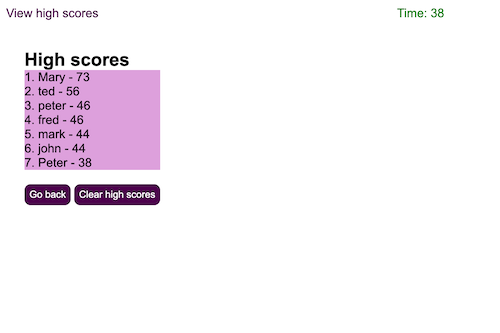 View high scores
Time: 38
High scores
1. Mary - 73
2. ted - 56
3. peter - 46
4. fred - 46
5. mark - 44
6. john - 44
7. Peter - 38
Go back
Clear high scores